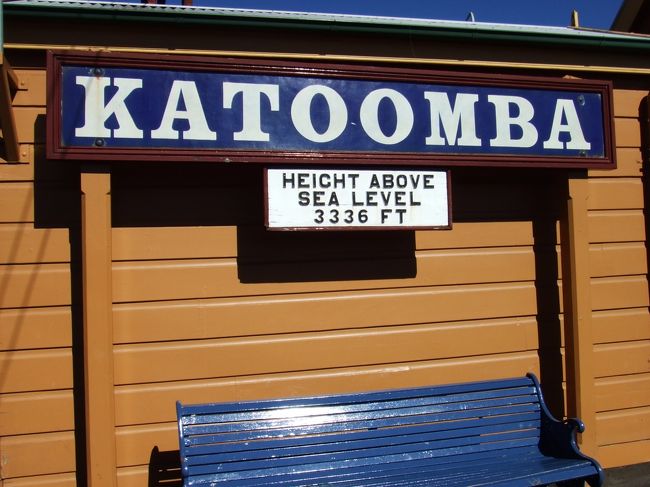 KATOOMBA
HEIGHT ABOVE
SEA LEVEL
3336 FT